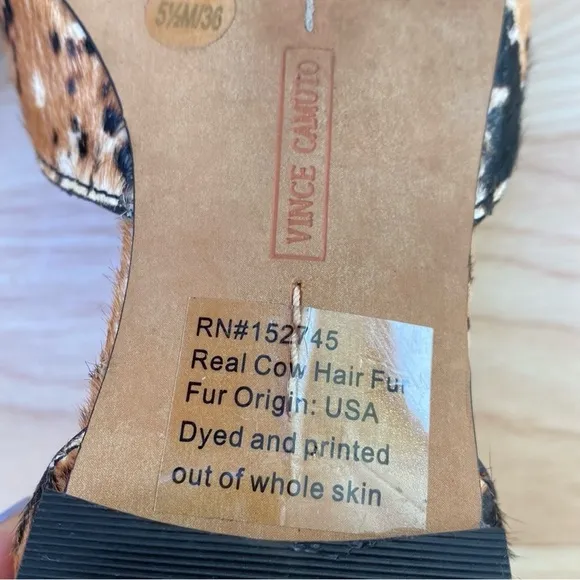 5½M/36
VINCE CAMUTO
RN#152745
Real Cow Hair Fur
Fur Origin: USA
Dyed and printed
out of whole skin